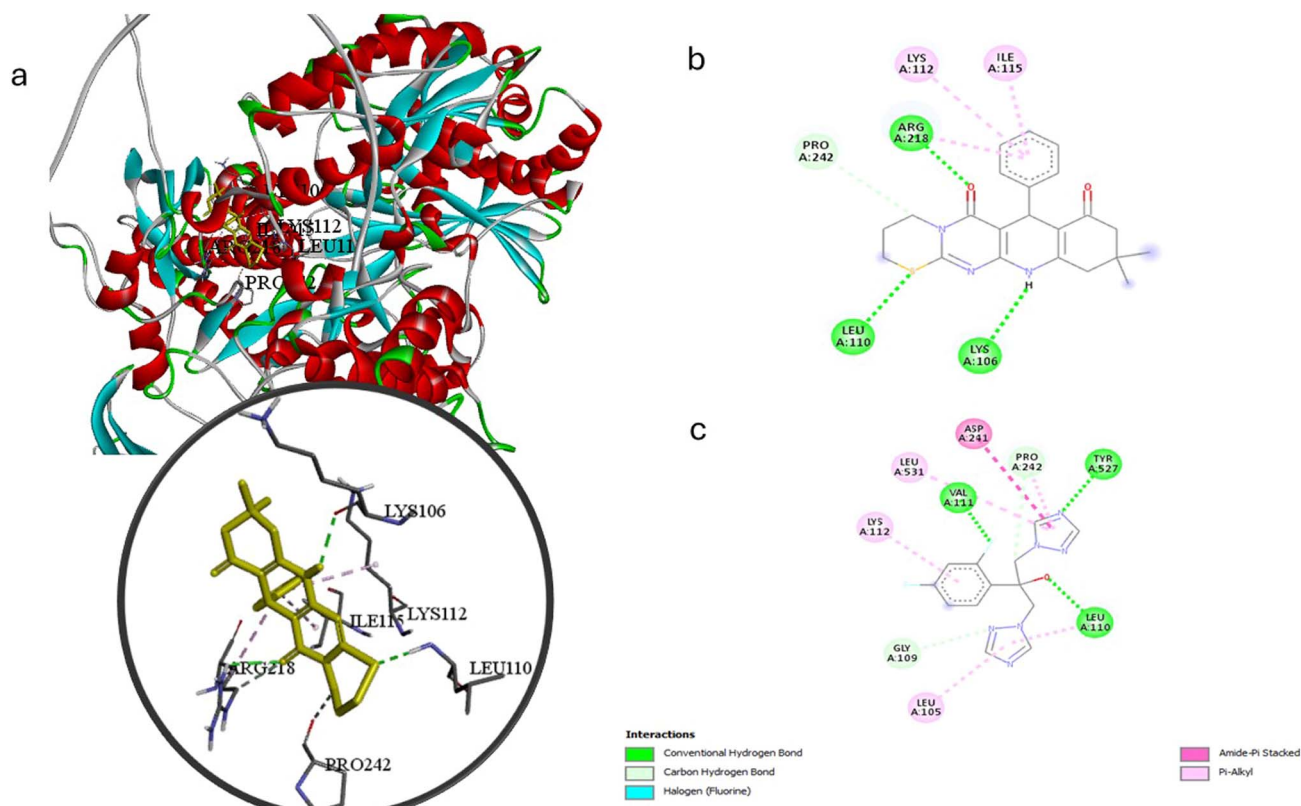 a
LYS112
LEU11
LYS106
LYS112
ILE115
ARG218
LEU110
PRO242
b
LYS
A:112
ILE
A:115
ARG
A:218
PRO
A:242
O
O
N
N
N
H
LEU
A:110
LYS
A:106
c
ASP
A:241
PRO
A:242
TYR
A:527
LEU
A:531
VAL
A:111
LYS
A:112
LEU
A:110
GLY
A:109
LEU
A:105
Interactions
Conventional Hydrogen Bond
Carbon Hydrogen Bond
Halogen (Fluorine)
Amide-Pi Stacked
Pi-Alkyl